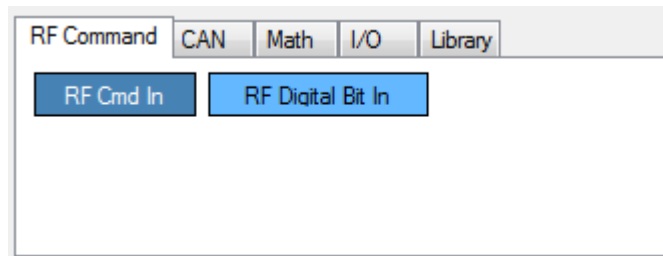 RF Command CAN Math I/O Library
RF Cmd In RF Digital Bit In